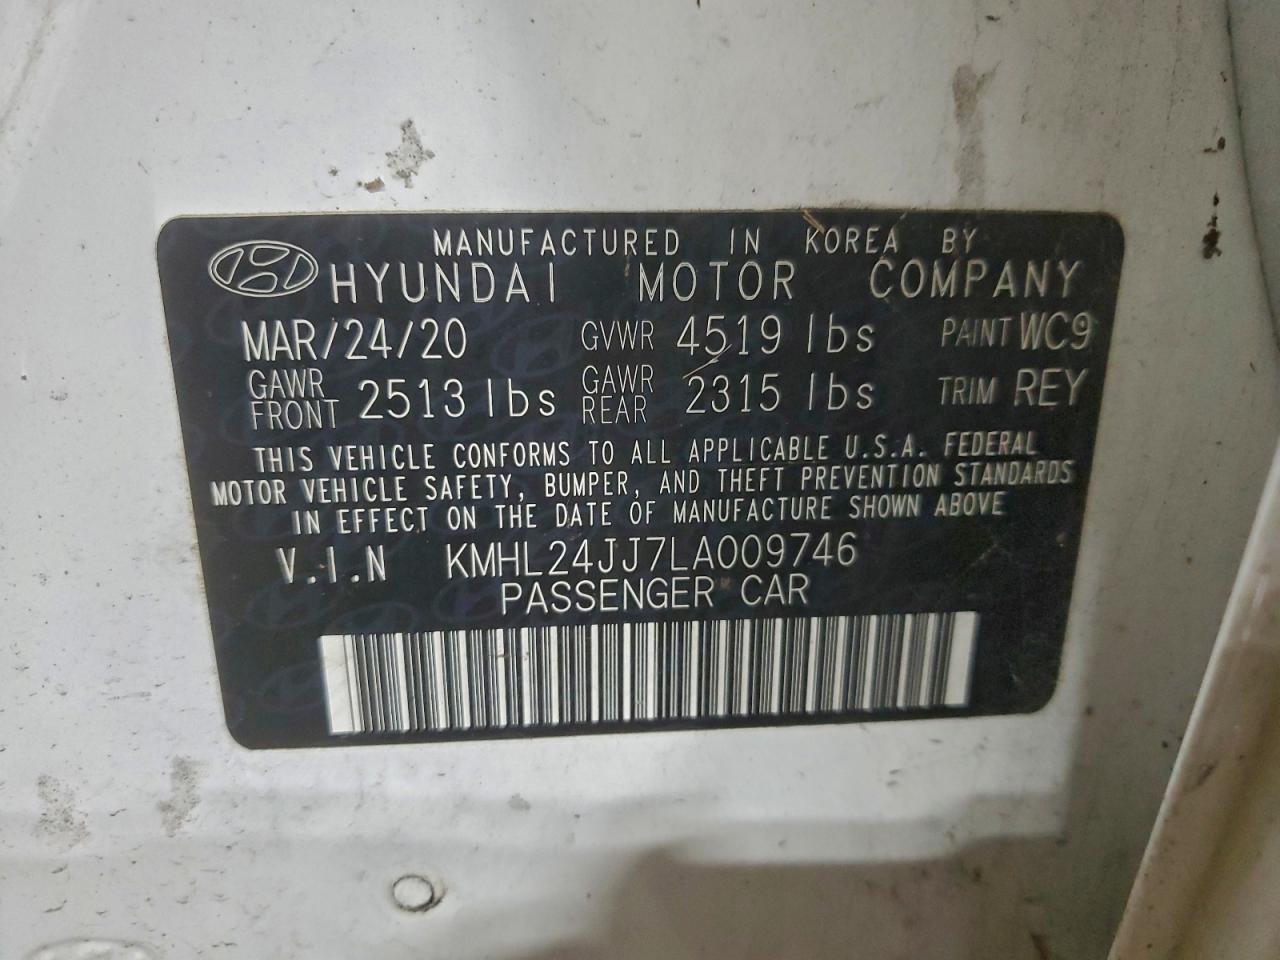 MANUFACTURED IN KOREA BY
HYUNDAI MOTOR COMPANY
MAR/24/20 GVWR 4519 lbs PAINT WC9
GAWR FRONT 2513 lbs GAWR REAR 2315 lbs TRIM REY
THIS VEHICLE CONFORMS TO ALL APPLICABLE U.S.A. FEDERAL
MOTOR VEHICLE SAFETY, BUMPER, AND THEFT PREVENTION STANDARDS
IN EFFECT ON THE DATE OF MANUFACTURE SHOWN ABOVE
V.I.N KMHL24JJ7LA009746
PASSENGER CAR